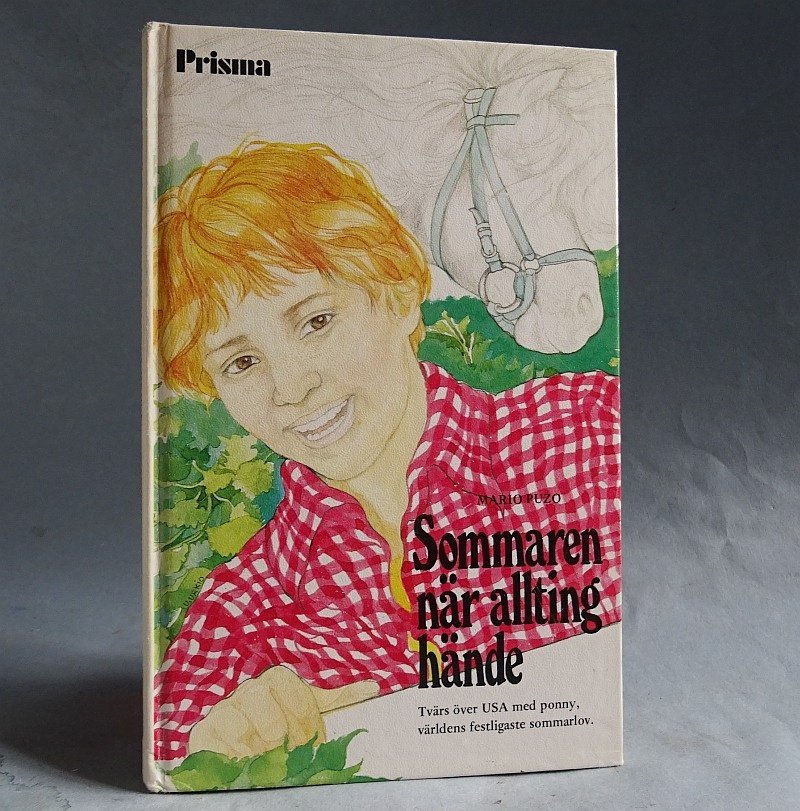 Prisma
MARIO PUZO
Sommaren
när allting
hände
Tvärs över USA med ponny,
världens festligaste sommarlov.